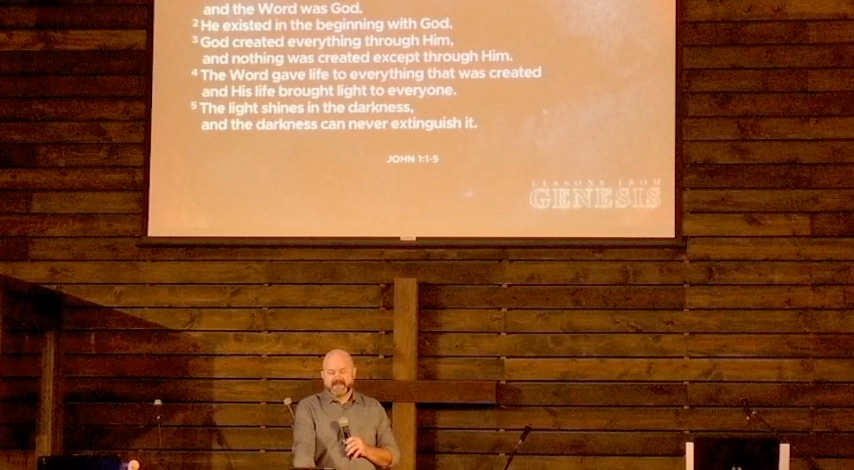 and the Word was God.
2 He existed in the beginning with God.
3 God created everything through Him,
and nothing was created except through Him.
4 The Word gave life to everything that was created
and His life brought light to everyone.
5 The light shines in the darkness,
and the darkness can never extinguish it.
JOHN 1:1-5
LESSONS FROM
GENESIS